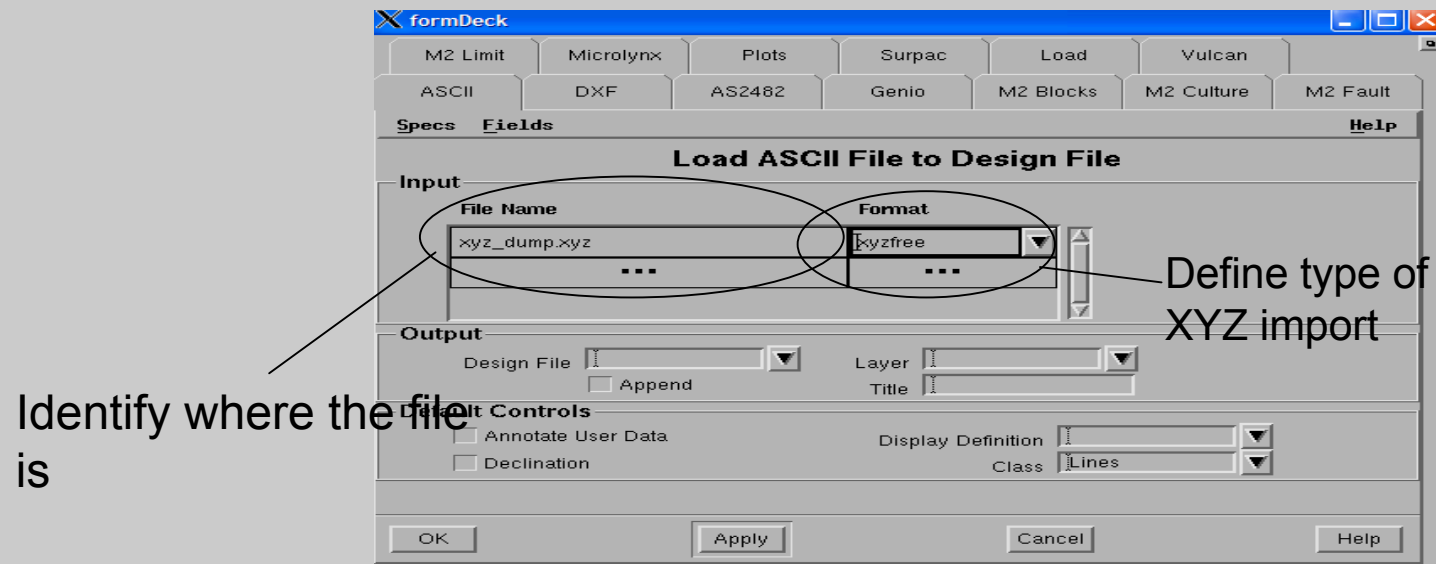 formDeck
M2 Limit Microlynx Plots Surpac Load Vulcan
ASCII DXF AS2482 Genio M2 Blocks M2 Culture M2 Fault
Specs Fields Help
Load ASCII File to Design File
Input
File Name Format
xyz_dump.xyz xyzfree
... ...
Define type of
XYZ import
Output
Design File Layer
Append Title
Identify where the file
is
Default Controls
Annotate User Data Display Definition
Declination Class Lines
OK Apply Cancel Help